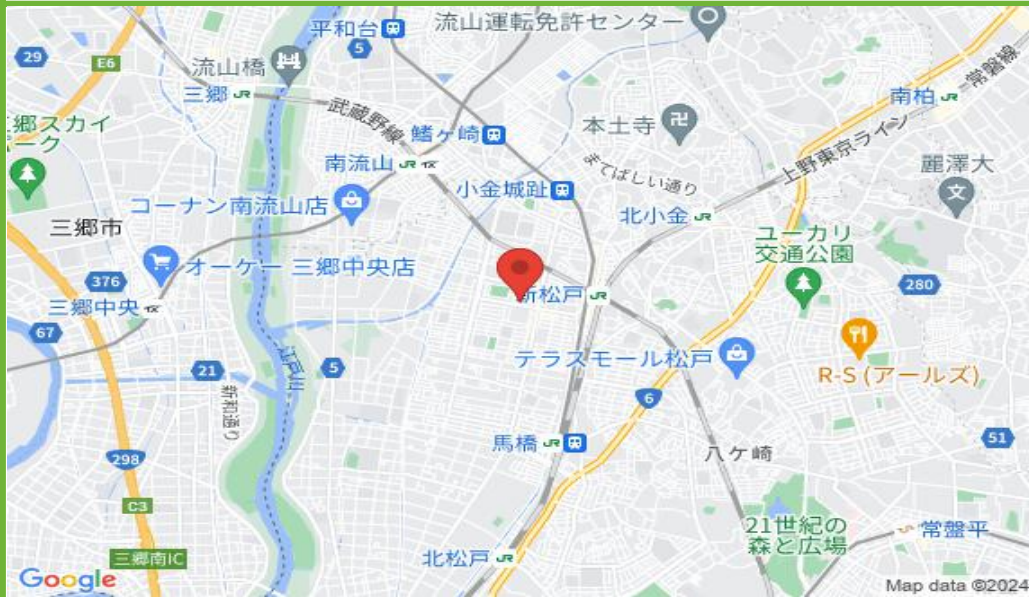 平和台
流山運転免許センター
29
E6
5
流山橋
常磐線
三郷 JR
武蔵野線
南柏 JR
三郷スカイ
パーク
鰭ヶ崎
本土寺
上野東京ライン
南流山 JR
まてばしい通り
麗澤大
コーナン南流山店
小金城趾
北小金 JR
三郷市
ユーカリ
交通公園
オーケー 三郷中央店
376
280
三郷中央
新松戸 JR
67
江戸川
テラスモール松戸
21
5
R-S (アールズ)
新和通り
6
馬橋 JR
51
298
八ケ崎
C3
21世紀の
森と広場
常盤平
三郷南IC
北松戸 JR
Google
Map data ©2024